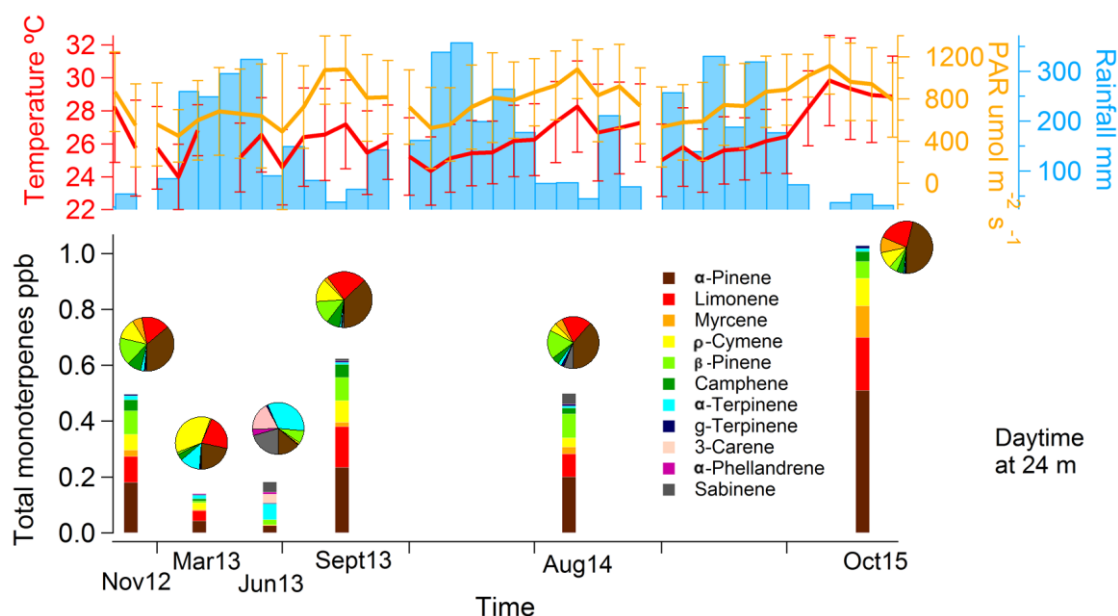 Temperature ºC
32
30
28
26
24
22
1200
800
400
0
PAR umol m⁻² s⁻¹
300
200
100
Rainfall mm
Total monoterpenes ppb
1.0
0.8
0.6
0.4
0.2
0.0
α-Pinene
Limonene
Myrcene
ρ-Cymene
β-Pinene
Camphene
α-Terpinene
g-Terpinene
3-Carene
α-Phellandrene
Sabinene
Daytime
at 24 m
Nov12
Mar13
Jun13
Sept13
Aug14
Oct15
Time